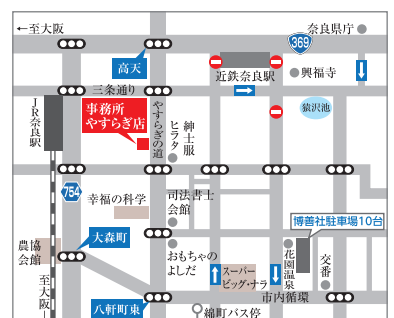 ←至大阪
奈良県庁
369
高天
近鉄奈良駅
興福寺
三条通り
JR奈良駅
事務所
やすらぎ店
やすらぎの道
紳士服
ヒラタ
猿沢池
754
幸福の科学
司法書士
会館
博善社駐車場10台
大森町
農協
会館
おもちゃの
よしだ
スーパー
ビッグ・ナラ
花園温泉
交番
至大阪
八軒町東
市内循環
綿町バス停